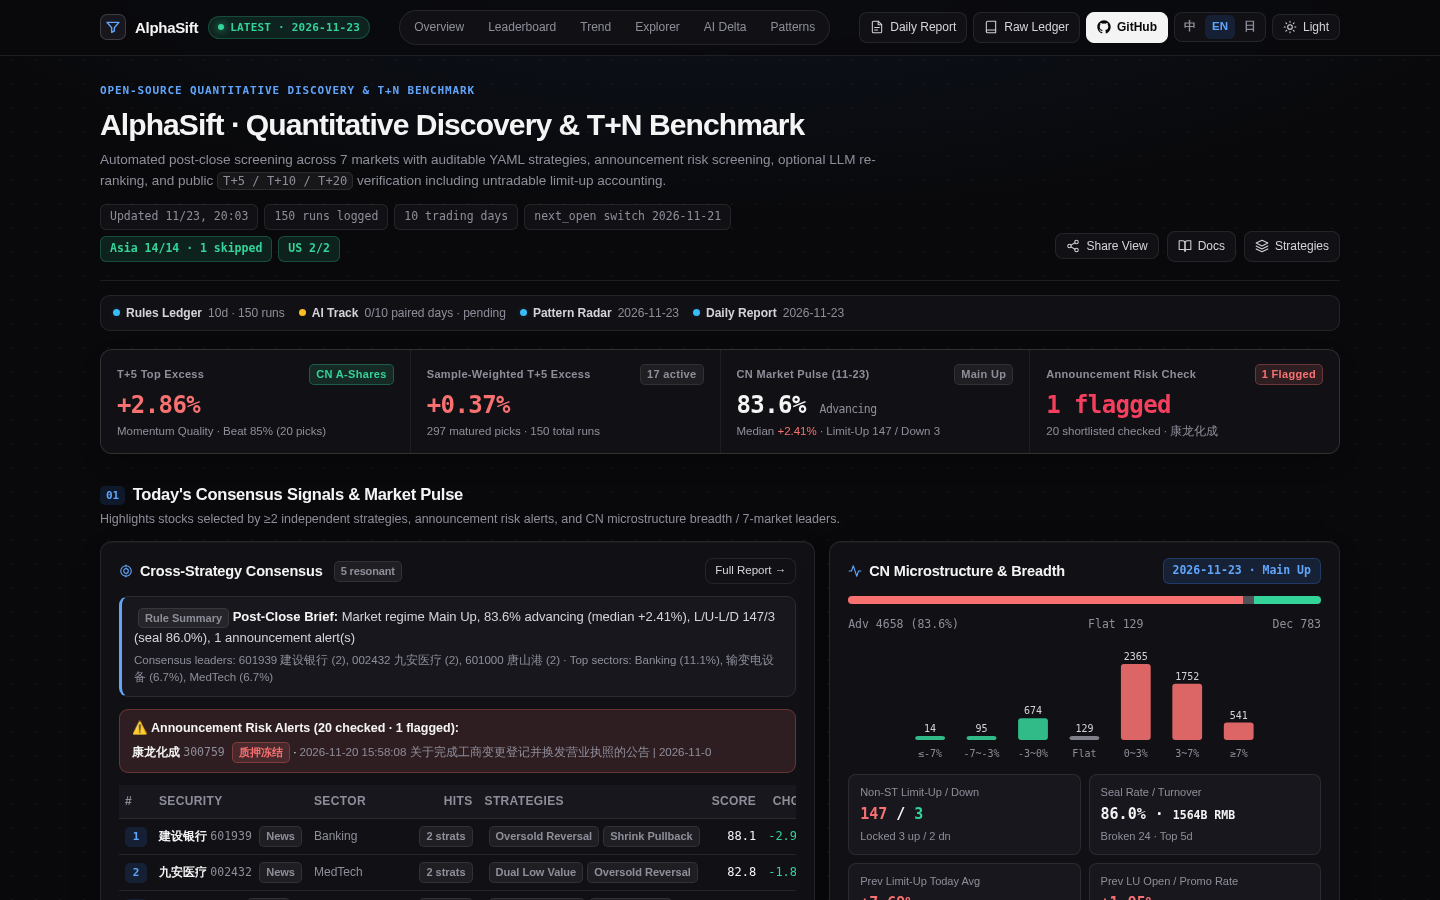 AlphaSift
LATEST · 2026-11-23
Overview Leaderboard Trend Explorer AI Delta Patterns
Daily Report Raw Ledger GitHub 中 EN 日 Light
OPEN-SOURCE QUANTITATIVE DISCOVERY & T+N BENCHMARK
AlphaSift · Quantitative Discovery & T+N Benchmark
Automated post-close screening across 7 markets with auditable YAML strategies, announcement risk screening, optional LLM re-
ranking, and public T+5 / T+10 / T+20 verification including untradable limit-up accounting.
Updated 11/23, 20:03 150 runs logged 10 trading days next_open switch 2026-11-21
Asia 14/14 · 1 skipped US 2/2
Share View Docs Strategies
Rules Ledger 10d · 150 runs AI Track 0/10 paired days · pending Pattern Radar 2026-11-23 Daily Report 2026-11-23
T+5 Top Excess CN A-Shares
+2.86%
Momentum Quality · Beat 85% (20 picks)
Sample-Weighted T+5 Excess 17 active
+0.37%
297 matured picks · 150 total runs
CN Market Pulse (11-23) Main Up
83.6% Advancing
Median +2.41% · Limit-Up 147 / Down 3
Announcement Risk Check 1 Flagged
1 flagged
20 shortlisted checked · 康龙化成
01 Today's Consensus Signals & Market Pulse
Highlights stocks selected by ≥2 independent strategies, announcement risk alerts, and CN microstructure breadth / 7-market leaders.
Cross-Strategy Consensus 5 resonant Full Report →
Rule Summary Post-Close Brief: Market regime Main Up, 83.6% advancing (median +2.41%), L/U-L/D 147/3
(seal 86.0%), 1 announcement alert(s)
Consensus leaders: 601939 建设银行 (2), 002432 九安医疗 (2), 601000 唐山港 (2) · Top sectors: Banking (11.1%), 输变电设
备 (6.7%), MedTech (6.7%)
⚠️ Announcement Risk Alerts (20 checked · 1 flagged):
康龙化成 300759 质押冻结 · 2026-11-20 15:58:08 关于完成工商变更登记并换发营业执照的公告 | 2026-11-0
# SECURITY SECTOR HITS STRATEGIES SCORE CHG
1 建设银行 601939 News Banking 2 strats Oversold Reversal Shrink Pullback 88.1 -2.9
2 九安医疗 002432 News MedTech 2 strats Dual Low Value Oversold Reversal 82.8 -1.8
CN Microstructure & Breadth 2026-11-23 · Main Up
Adv 4658 (83.6%) Flat 129 Dec 783
14 95 674 129 2365 1752 541
≤-7% -7~-3% -3~0% Flat 0~3% 3~7% ≥7%
Non-ST Limit-Up / Down
147 / 3
Locked 3 up / 2 dn
Seal Rate / Turnover
86.0% · 1564B RMB
Broken 24 · Top 5d
Prev Limit-Up Today Avg
Prev LU Open / Promo Rate